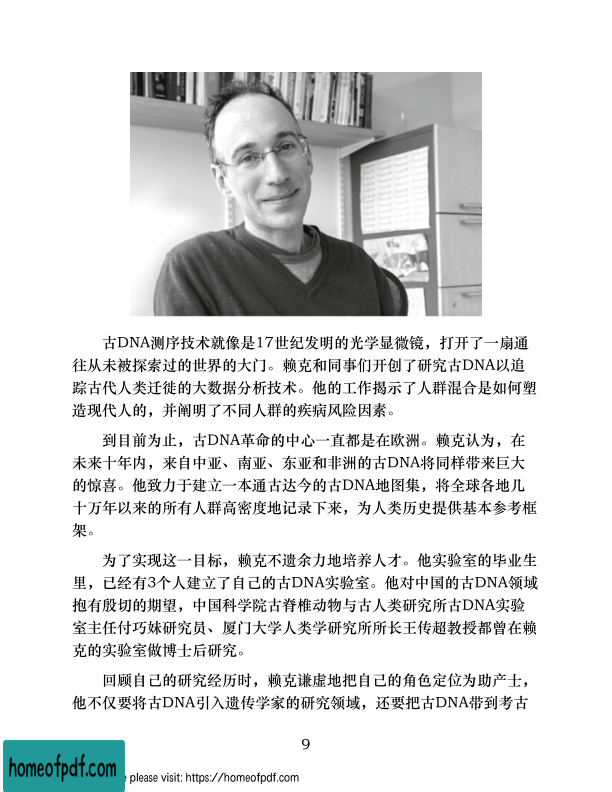 古DNA测序技术就像是17世纪发明的光学显微镜，打开了一扇通
往从未被探索过的世界的大门。赖克和同事们开创了研究古DNA以追
踪古代人类迁徙的大数据分析技术。他的工作揭示了人群混合是如何塑
造现代人的，并阐明了不同人群的疾病风险因素。
到目前为止，古DNA革命的中心一直都是在欧洲。赖克认为，在
未来十年内，来自中亚、南亚、东亚和非洲的古DNA将同样带来巨大
的惊喜。他致力于建立一本通古达今的古DNA地图集，将全球各地几
十万年以来的所有人群高密度地记录下来，为人类历史提供基本参考框
架。
为了实现这一目标，赖克不遗余力地培养人才。他实验室的毕业生
里，已经有3个人建立了自己的古DNA实验室。他对中国的古DNA领域
抱有殷切的期望，中国科学院古脊椎动物与古人类研究所古DNA实验
室主任付巧妹研究员、厦门大学人类学研究所所长王传超教授都曾在赖
克的实验室做博士后研究。
回顾自己的研究经历时，赖克谦虚地把自己的角色定位为助产士，
他不仅要将古DNA引入遗传学家的研究领域，还要把古DNA带到考古
9
homeofpdf.com
please visit: https://homeofpdf.com